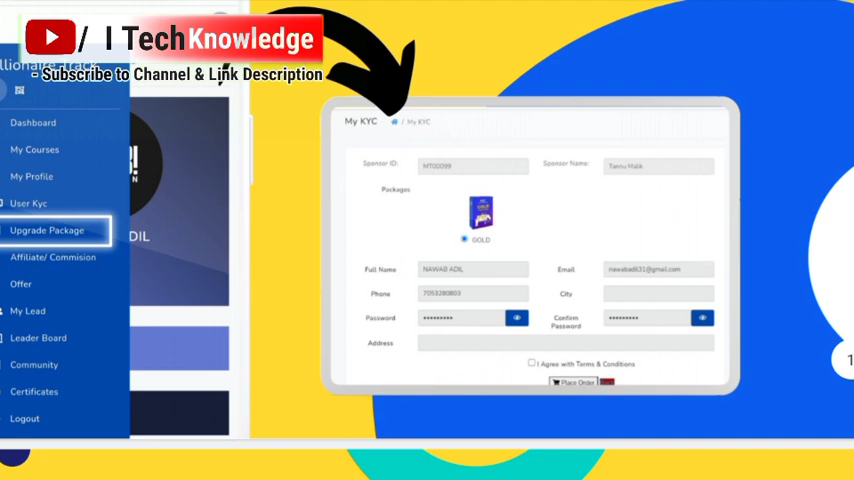 / I Tech Knowledge
- Subscribe to Channel & Link Description
llionaire Track
Dashboard
My Courses
My Profile
User Kyc
Upgrade Package
Affiliate/ Commision
Offer
My Lead
Leader Board
Community
Certificates
Logout
DIL
My KYC / My KYC
Sponsor ID: MT00099 Sponsor Name: Tannu Malik
Packages
GOLD
Full Name NAWAB ADIL Email nawabadil31@gmail.com
Phone 7053280803 City
Password ••••••••• Confirm Password •••••••••
Address
I Agree with Terms & Conditions
Place Order
1